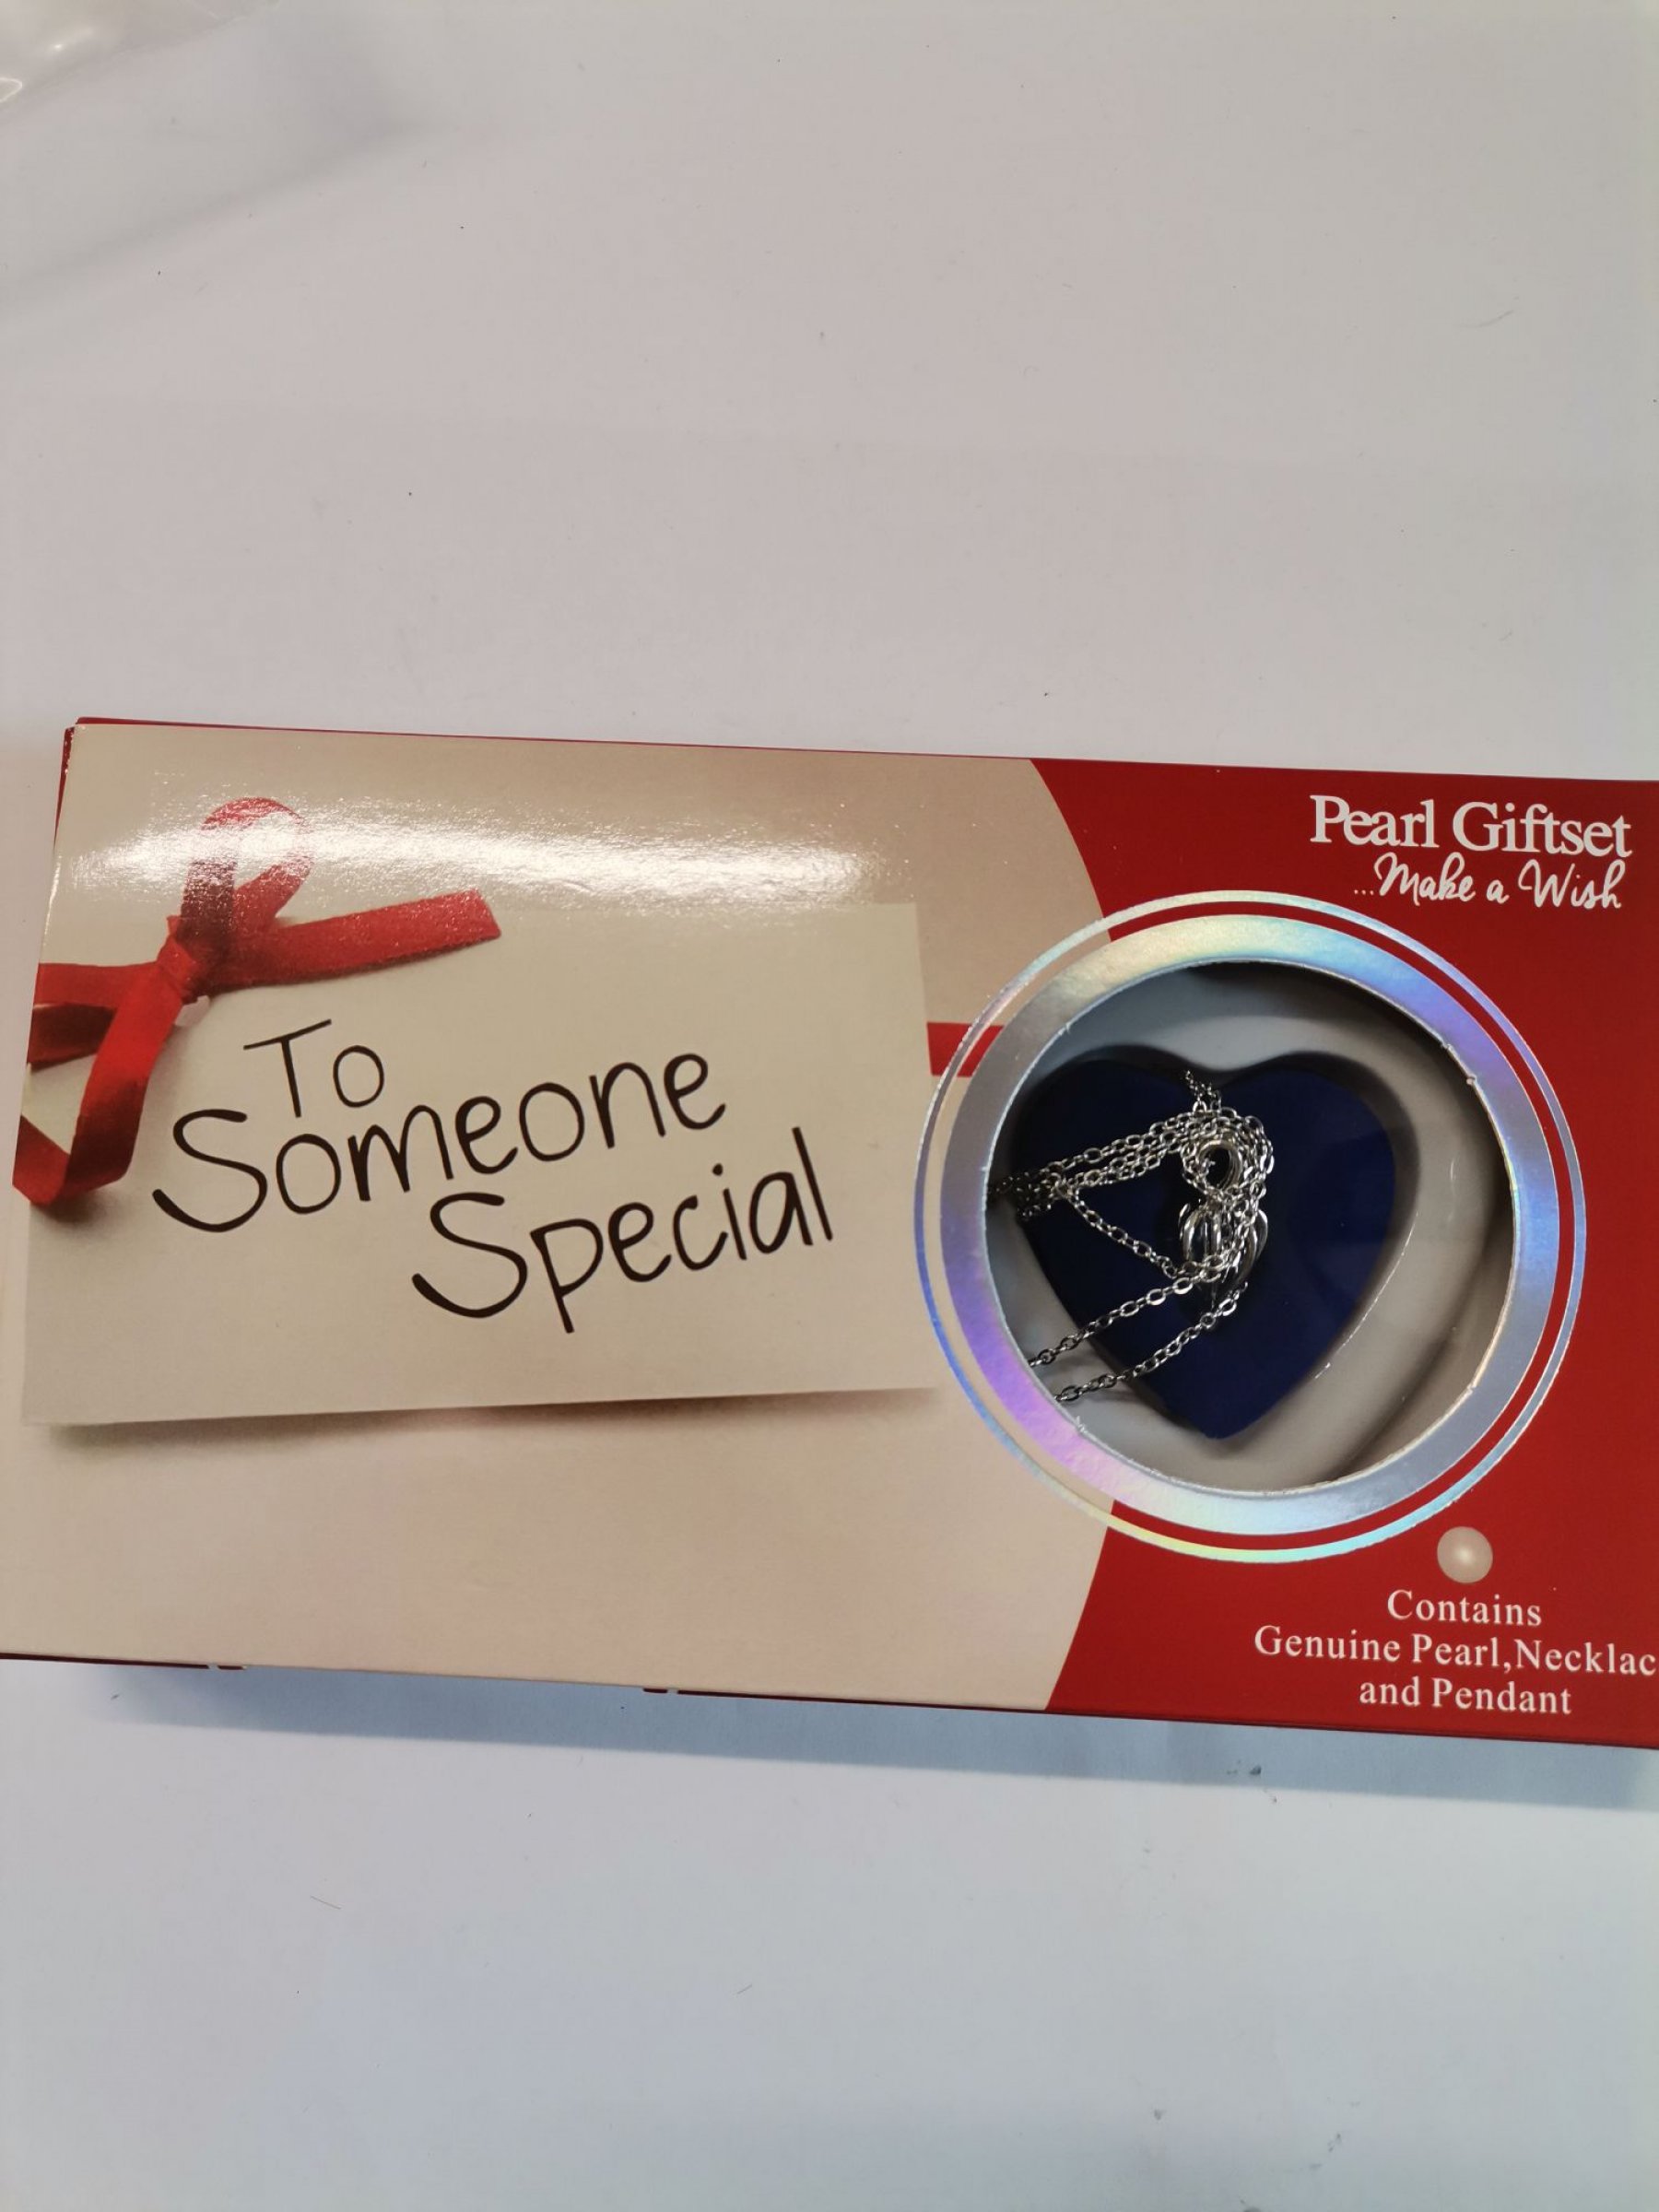 To
Someone
Special
Pearl Giftset
...Make a Wish
Contains
Genuine Pearl,Necklac
and Pendant